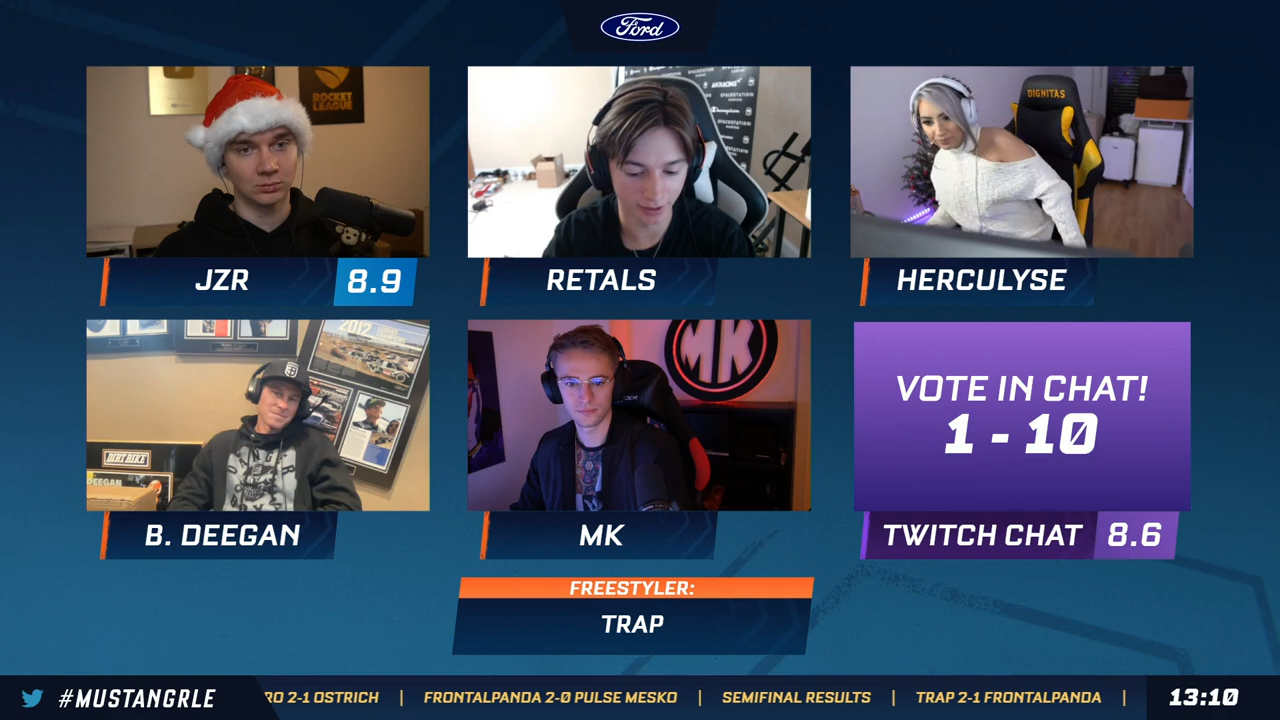 Ford
ROCKET
LEAGUE
SPACESTATION
DIGNITAS
JZR
8.9
RETALS
HERCULYSE
2012
DIRT BIKE
DEEGAN
MK
VOTE IN CHAT!
1 - 10
B. DEEGAN
MK
TWITCH CHAT
8.6
FREESTYLER:
TRAP
#MUSTANGRLE
RO 2-1 OSTRICH | FRONTALPANDA 2-0 PULSE MESKO | SEMIFINAL RESULTS | TRAP 2-1 FRONTALPANDA |
13:10